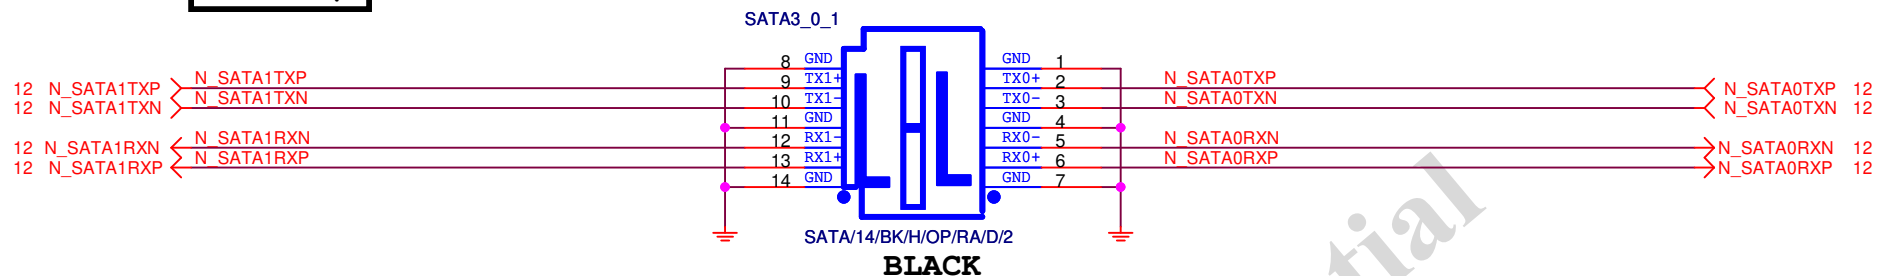 SATA3_0_1
8 GND GND 1
N_SATA1TXP 9 TX1+ TX0+ 2 N_SATA0TXP
12 N_SATA1TXP N_SATA0TXP 12
N_SATA1TXN 10 TX1- TX0- 3 N_SATA0TXN
12 N_SATA1TXN N_SATA0TXN 12
11 GND GND 4
N_SATA1RXN 12 RX1- RX0- 5 N_SATA0RXN
12 N_SATA1RXN N_SATA0RXN 12
N_SATA1RXP 13 RX1+ RX0+ 6 N_SATA0RXP
12 N_SATA1RXP N_SATA0RXP 12
14 GND GND 7
SATA/14/BK/H/OP/RA/D/2
BLACK
tial